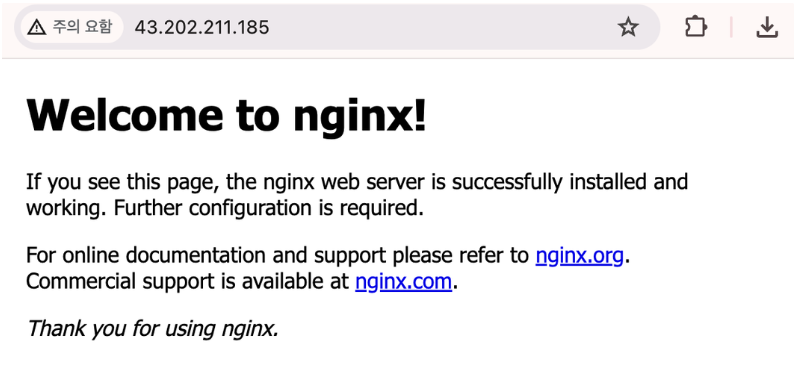 주의 요함 43.202.211.185
Welcome to nginx!
If you see this page, the nginx web server is successfully installed and
working. Further configuration is required.
For online documentation and support please refer to nginx.org.
Commercial support is available at nginx.com.
Thank you for using nginx.